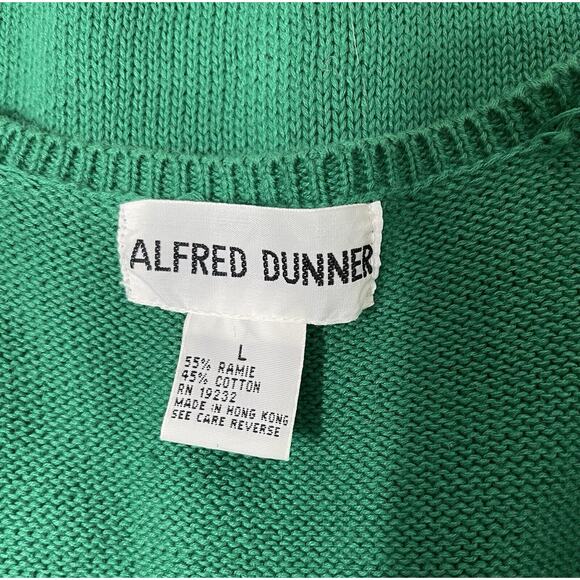 ALFRED DUNNER
L
55% RAMIE
45% COTTON
RN 19232
MADE IN HONG KONG
SEE CARE REVERSE